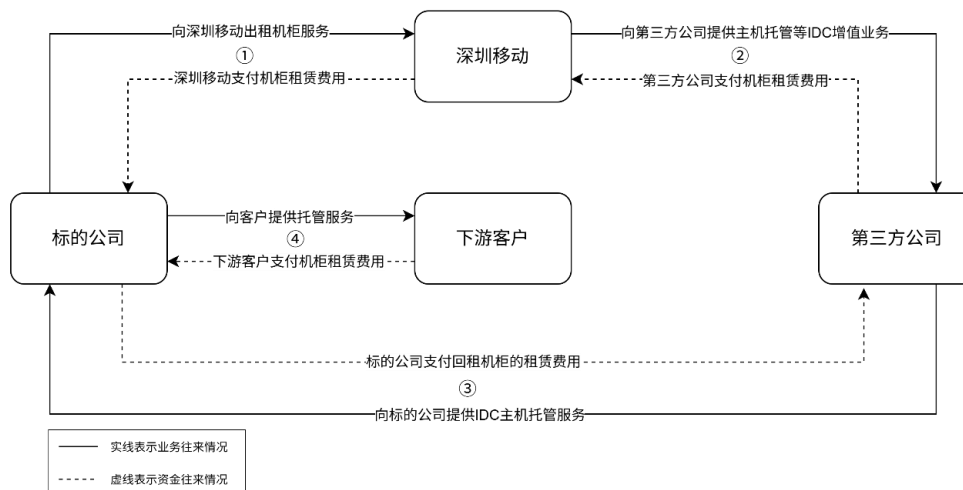 向深圳移动出租机柜服务
①
深圳移动支付机柜租赁费用
深圳移动
向第三方公司提供主机托管等IDC增值业务
②
第三方公司支付机柜租赁费用
标的公司
向客户提供托管服务
④
下游客户支付机柜租赁费用
下游客户
第三方公司
标的公司支付回租机柜的租赁费用
③
向标的公司提供IDC主机托管服务
实线表示业务往来情况
虚线表示资金往来情况